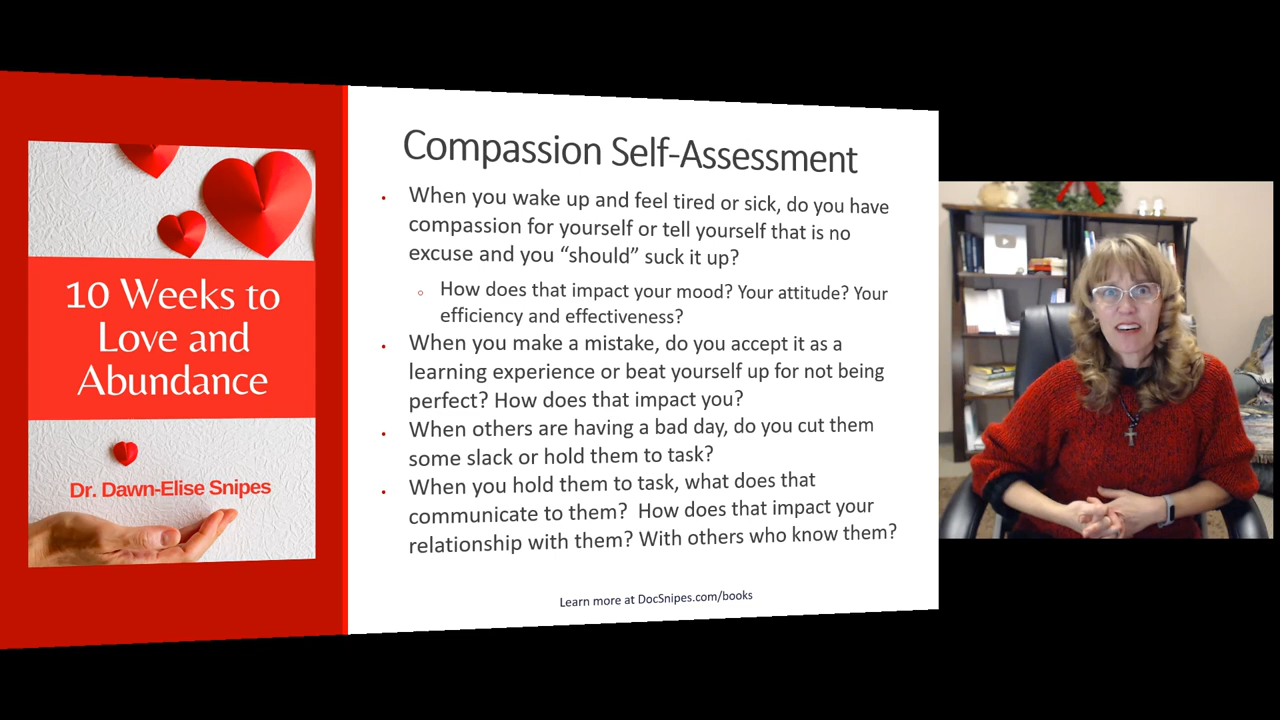 10 Weeks to
Love and
Abundance
Dr. Dawn-Elise Snipes
Compassion Self-Assessment
When you wake up and feel tired or sick, do you have
compassion for yourself or tell yourself that is no
excuse and you “should” suck it up?
How does that impact your mood? Your attitude? Your
efficiency and effectiveness?
When you make a mistake, do you accept it as a
learning experience or beat yourself up for not being
perfect? How does that impact you?
When others are having a bad day, do you cut them
some slack or hold them to task?
When you hold them to task, what does that
communicate to them?  How does that impact your
relationship with them? With others who know them?
Learn more at DocSnipes.com/books